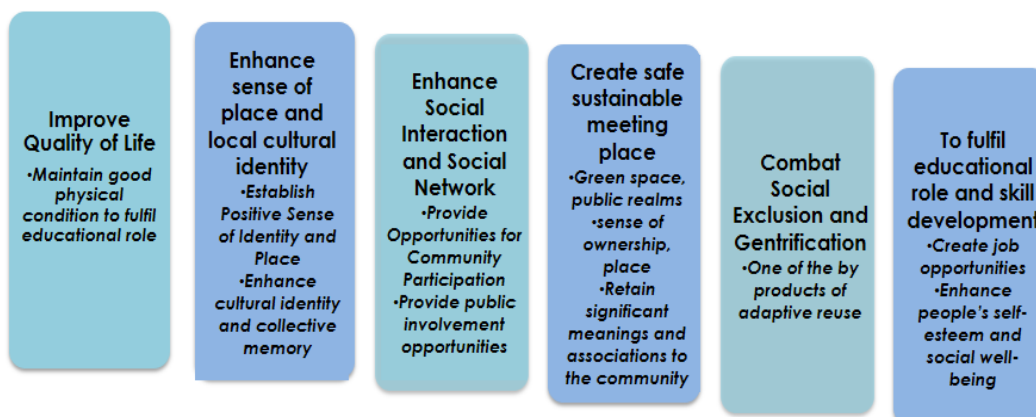 Improve
Quality of Life
•Maintain good
physical
condition to fulfil
educational role
Enhance
sense of
place and
local cultural
identity
•Establish
Positive Sense
of Identity and
Place
•Enhance
cultural identity
and collective
memory
Enhance
Social
Interaction
and Social
Network
•Provide
Opportunities for
Community
Participation
•Provide public
involvement
opportunities
Create safe
sustainable
meeting
place
•Green space,
public realms
•sense of
ownership,
place
•Retain
significant
meanings and
associations to
the community
Combat
Social
Exclusion and
Gentrification
•One of the by
products of
adaptive reuse
To fulfil
educational
role and skill
development
•Create job
opportunities
•Enhance
people's self-
esteem and
social well-
being